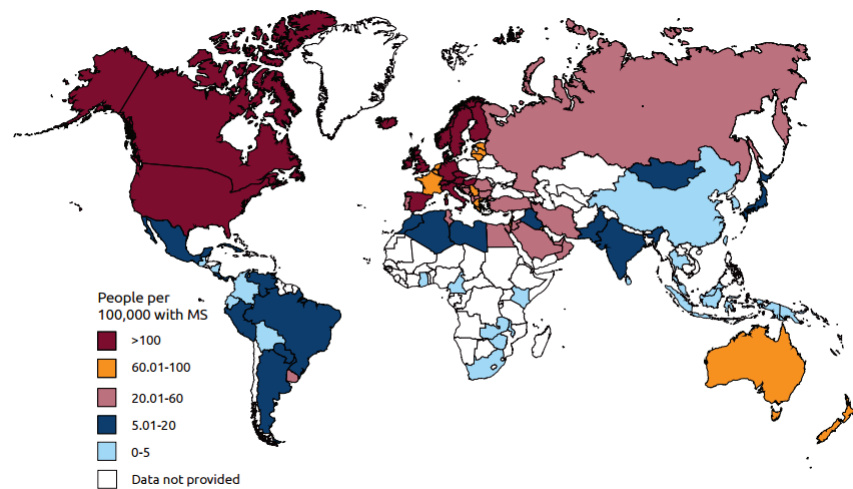 People per
100,000 with MS
>100
60.01-100
20.01-60
5.01-20
0-5
Data not provided